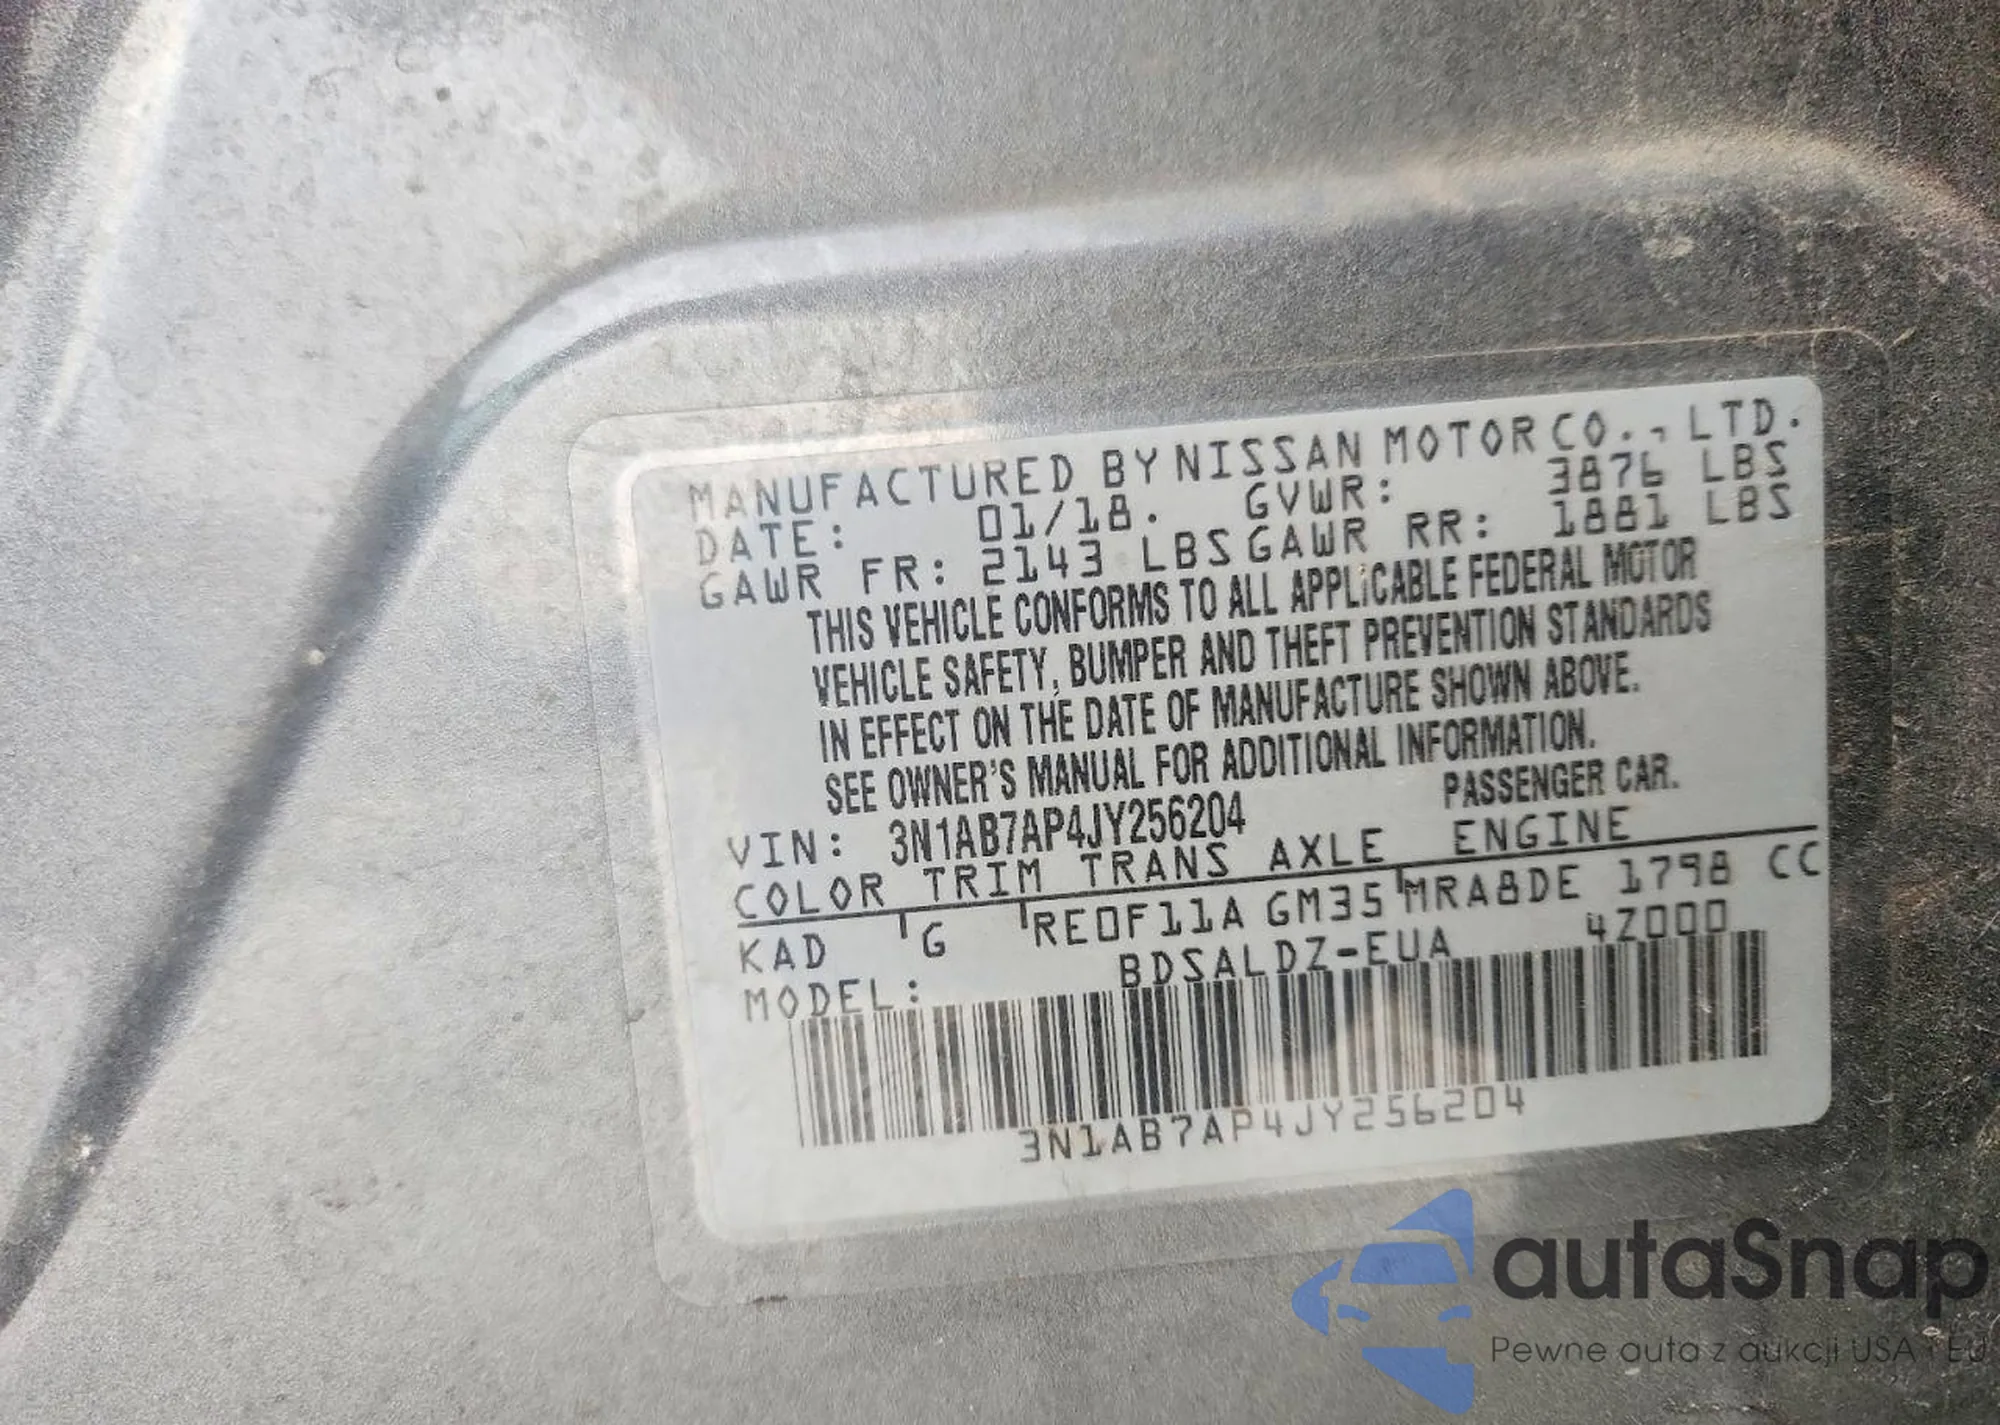 MANUFACTURED BY NISSAN MOTOR CO., LTD.
DATE: 01/18. GVWR: 3876 LBS
GAWR FR: 2143 LBS GAWR RR: 1881 LBS
THIS VEHICLE CONFORMS TO ALL APPLICABLE FEDERAL MOTOR
VEHICLE SAFETY, BUMPER AND THEFT PREVENTION STANDARDS
IN EFFECT ON THE DATE OF MANUFACTURE SHOWN ABOVE.
SEE OWNER'S MANUAL FOR ADDITIONAL INFORMATION.
VIN: 3N1AB7AP4JY256204 PASSENGER CAR.
COLOR TRIM TRANS AXLE ENGINE
KAD G RE0F11A GM35 MRA8DE 1798 CC
MODEL: BDSALDZ-EUA 4Z000
3N1AB7AP4JY256204
autaSnap
Pewne auta z aukcji USA i EU